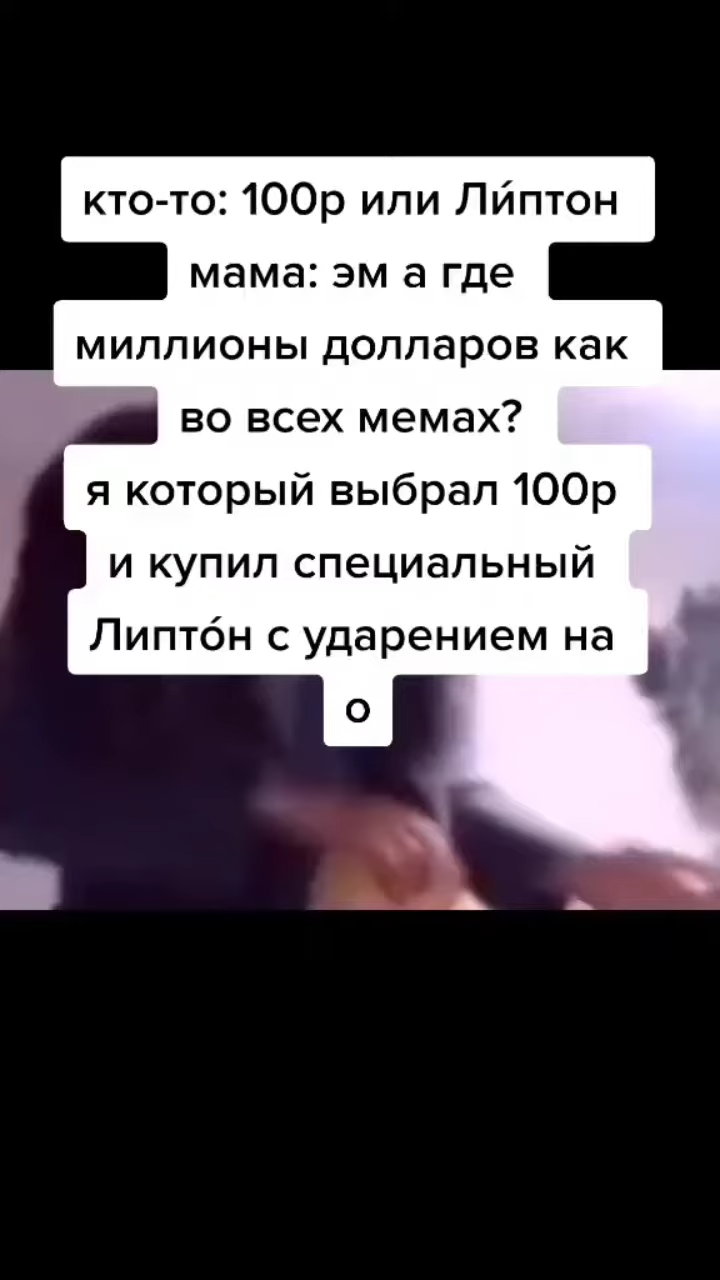 кто-то: 100р или Ли́птон
мама: эм а где
миллионы долларов как
во всех мемах?
я который выбрал 100р
и купил специальный
Липто́н с ударением на
о